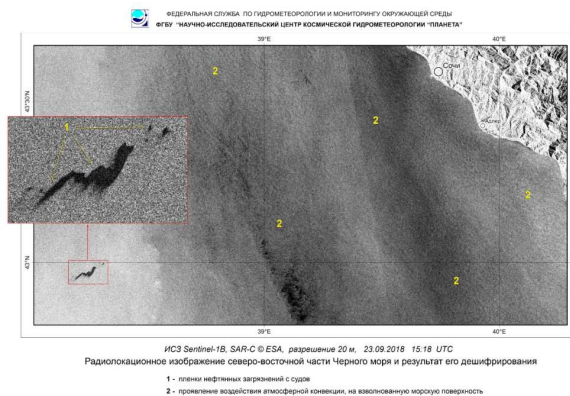 ФЕДЕРАЛЬНАЯ СЛУЖБА ПО ГИДРОМЕТЕОРОЛОГИИ И МОНИТОРИНГУ ОКРУЖАЮЩЕЙ СРЕДЫ
ФГБУ "НАУЧНО-ИССЛЕДОВАТЕЛЬСКИЙ ЦЕНТР КОСМИЧЕСКОЙ ГИДРОМЕТЕОРОЛОГИИ "ПЛАНЕТА"
39°E 40°E
Сочи
2
43°30'N
2
Адлер
1
2
2
43°N
2
39°E 40°E
ИСЗ Sentinel-1B, SAR-C © ESA, разрешение 20 м, 23.09.2018 15:18 UTC
Радиолокационное изображение северо-восточной части Черного моря и результат его дешифрирования
1 - пленки нефтянных загрязнений с судов
2 - проявление воздействия атмосферной конвекции, на взволнованную морскую поверхность